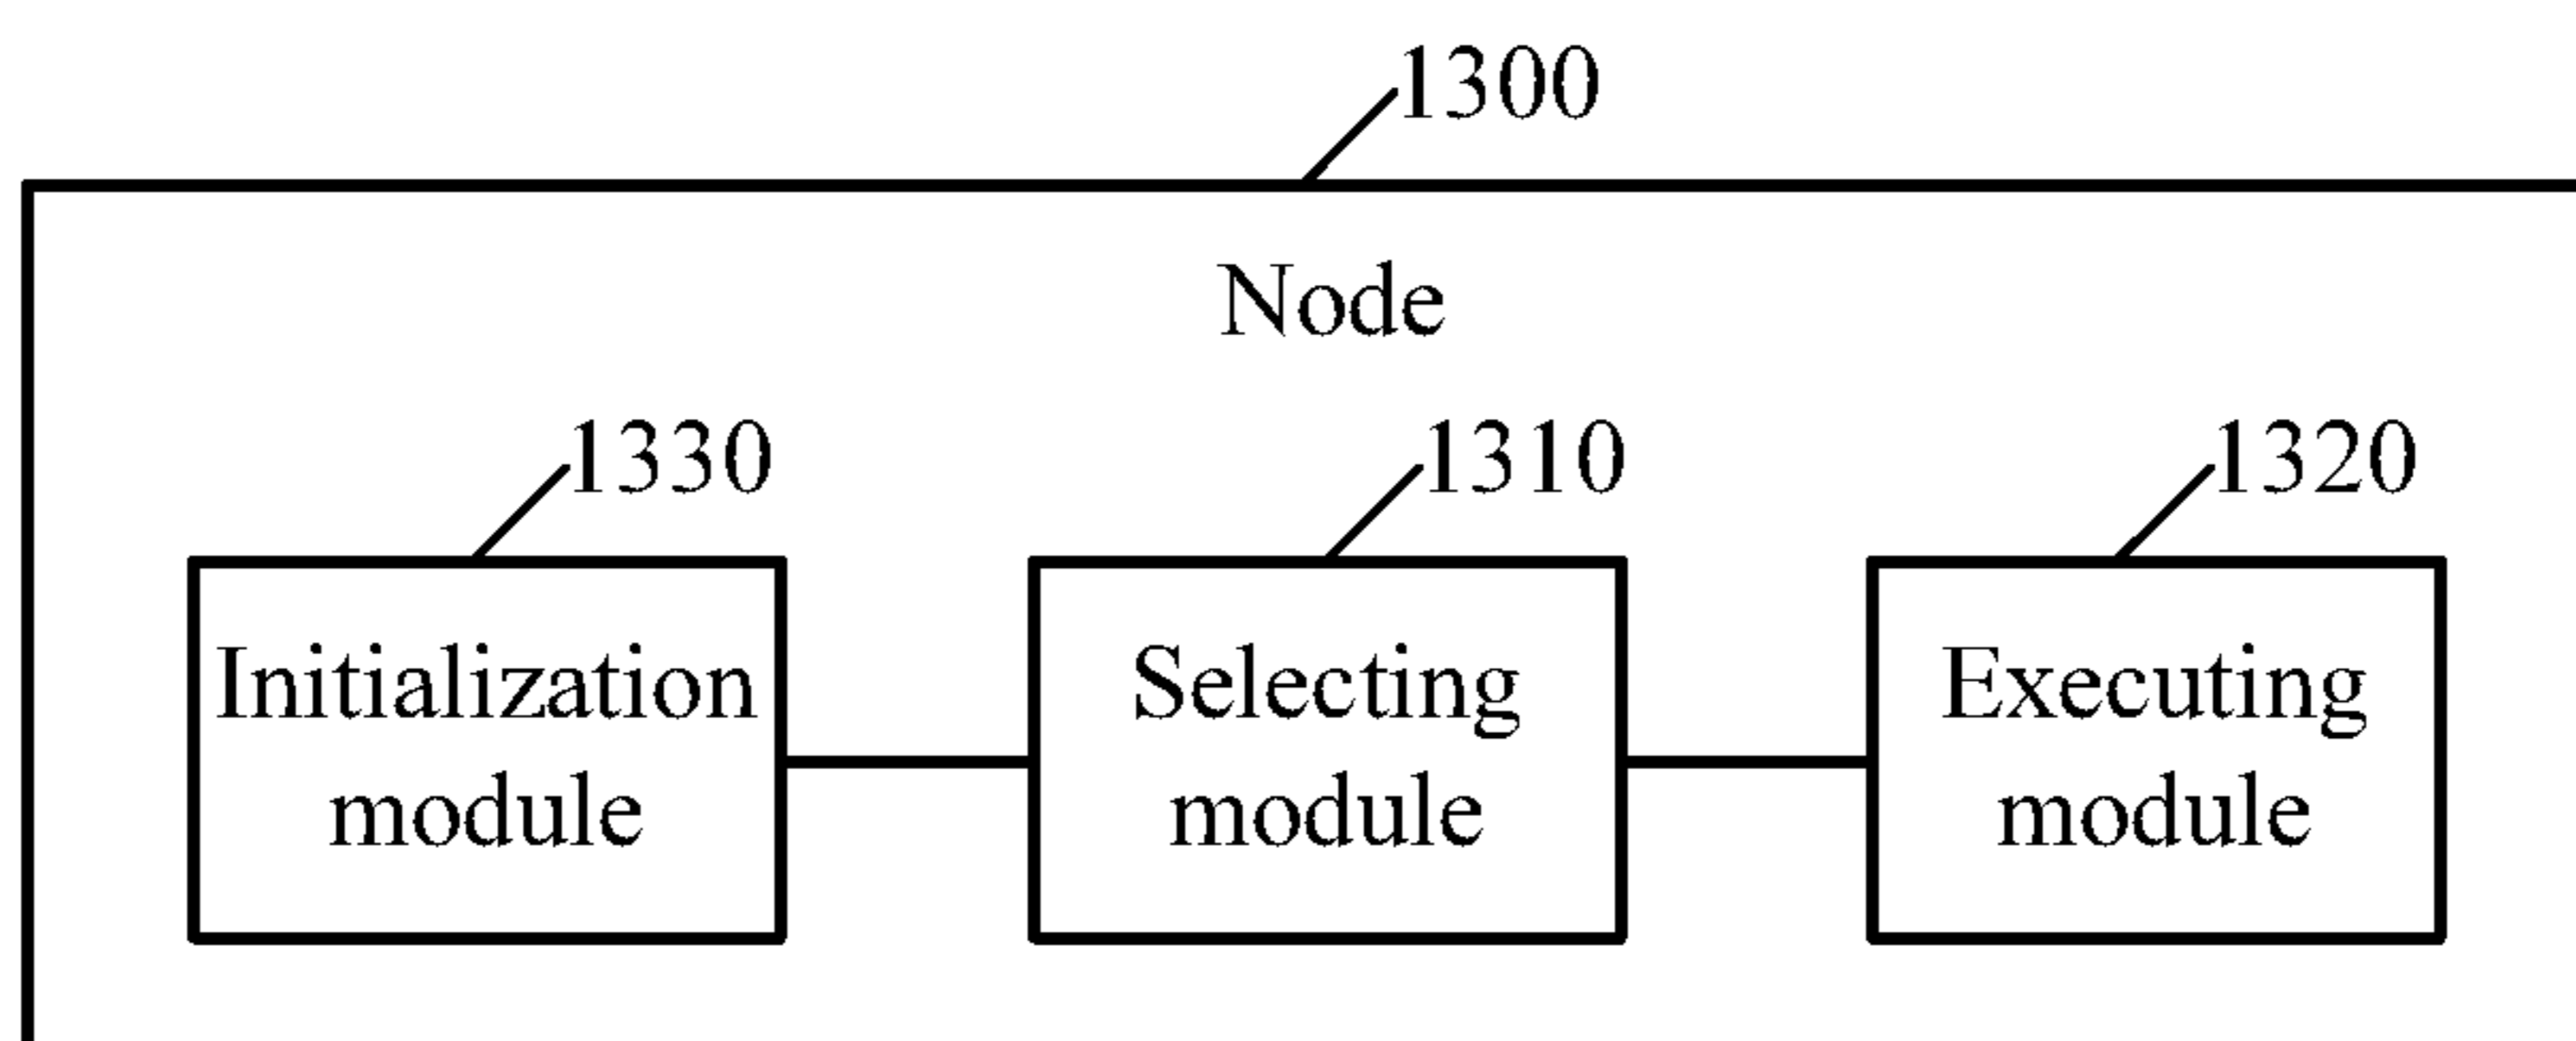 1300
Node
1330
1310
1320
Initialization
module
Selecting
module
Executing
module